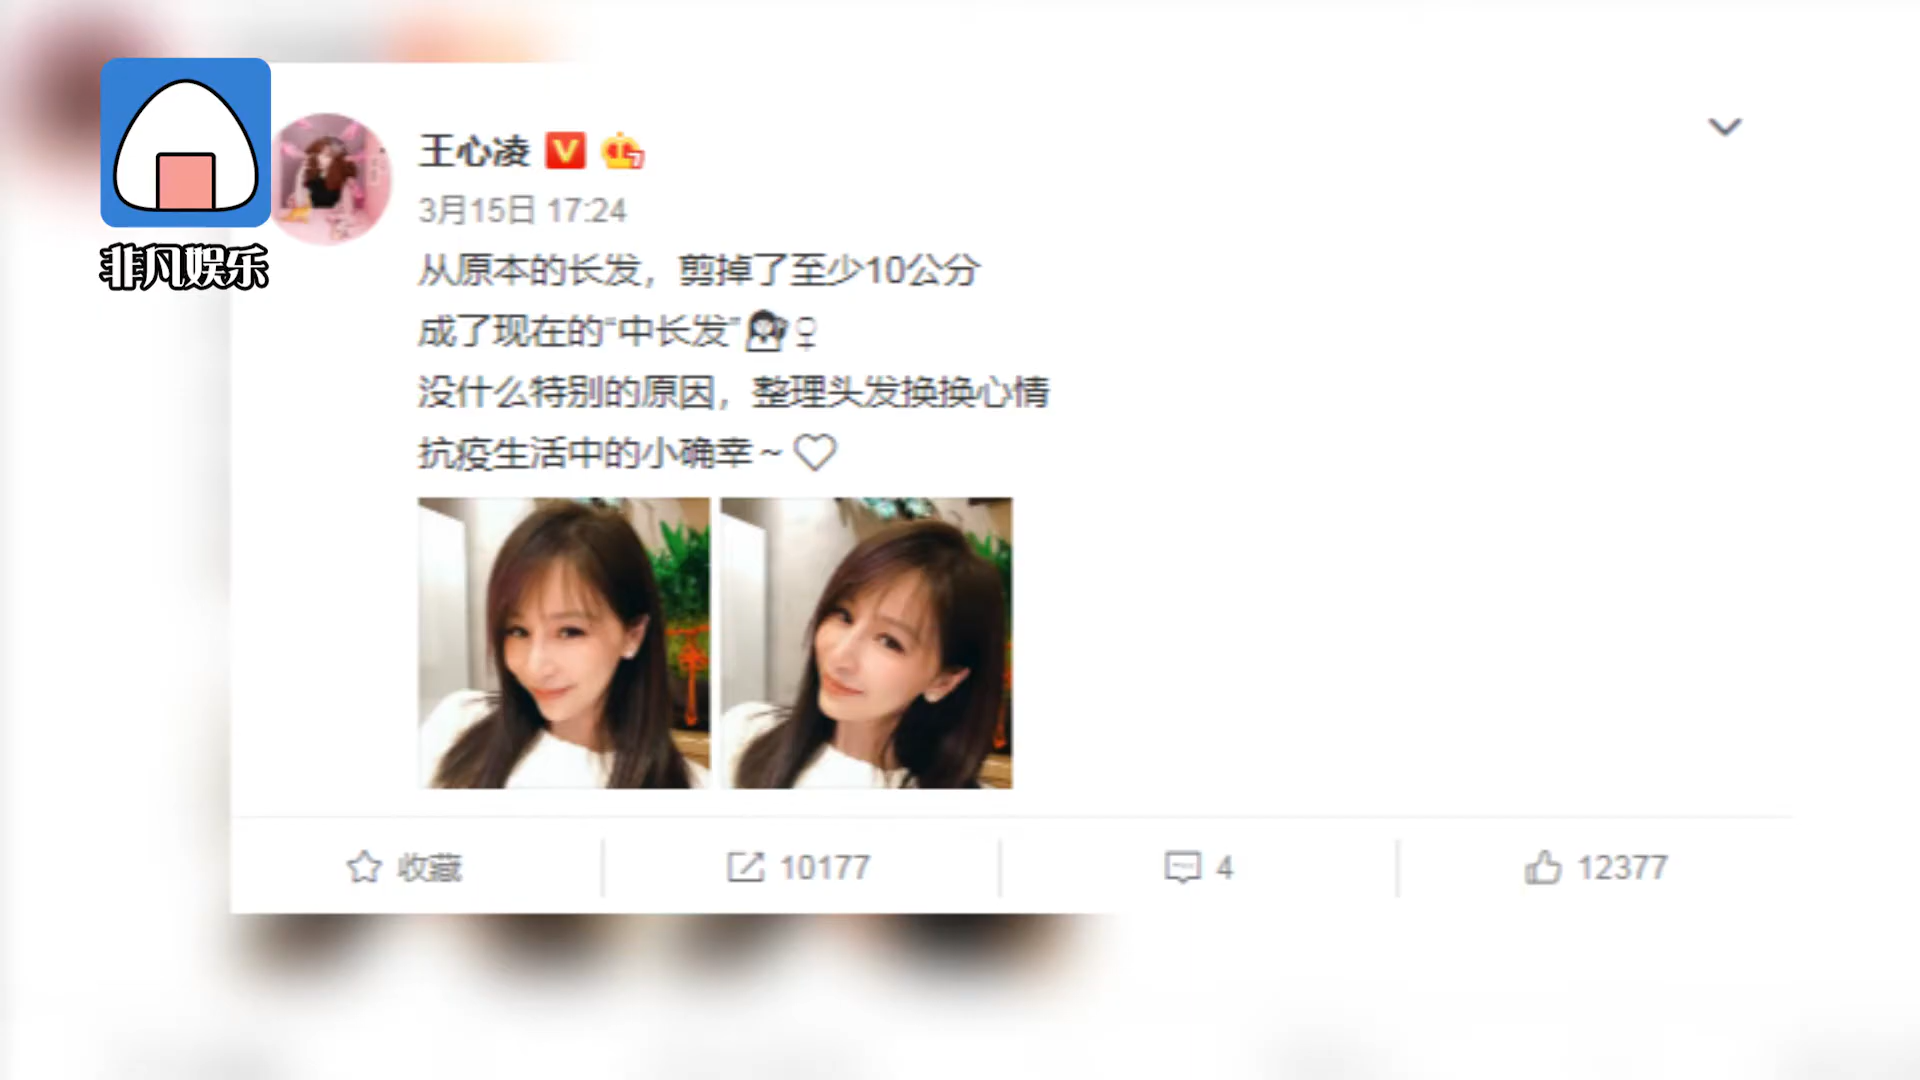 非凡娱乐
王心凌
3月15日 17:24
从原本的长发，剪掉了至少10公分
成了现在的“中长发”💇♀
没什么特别的原因，整理头发换换心情
抗疫生活中的小确幸～♡
收藏
10177
4
12377